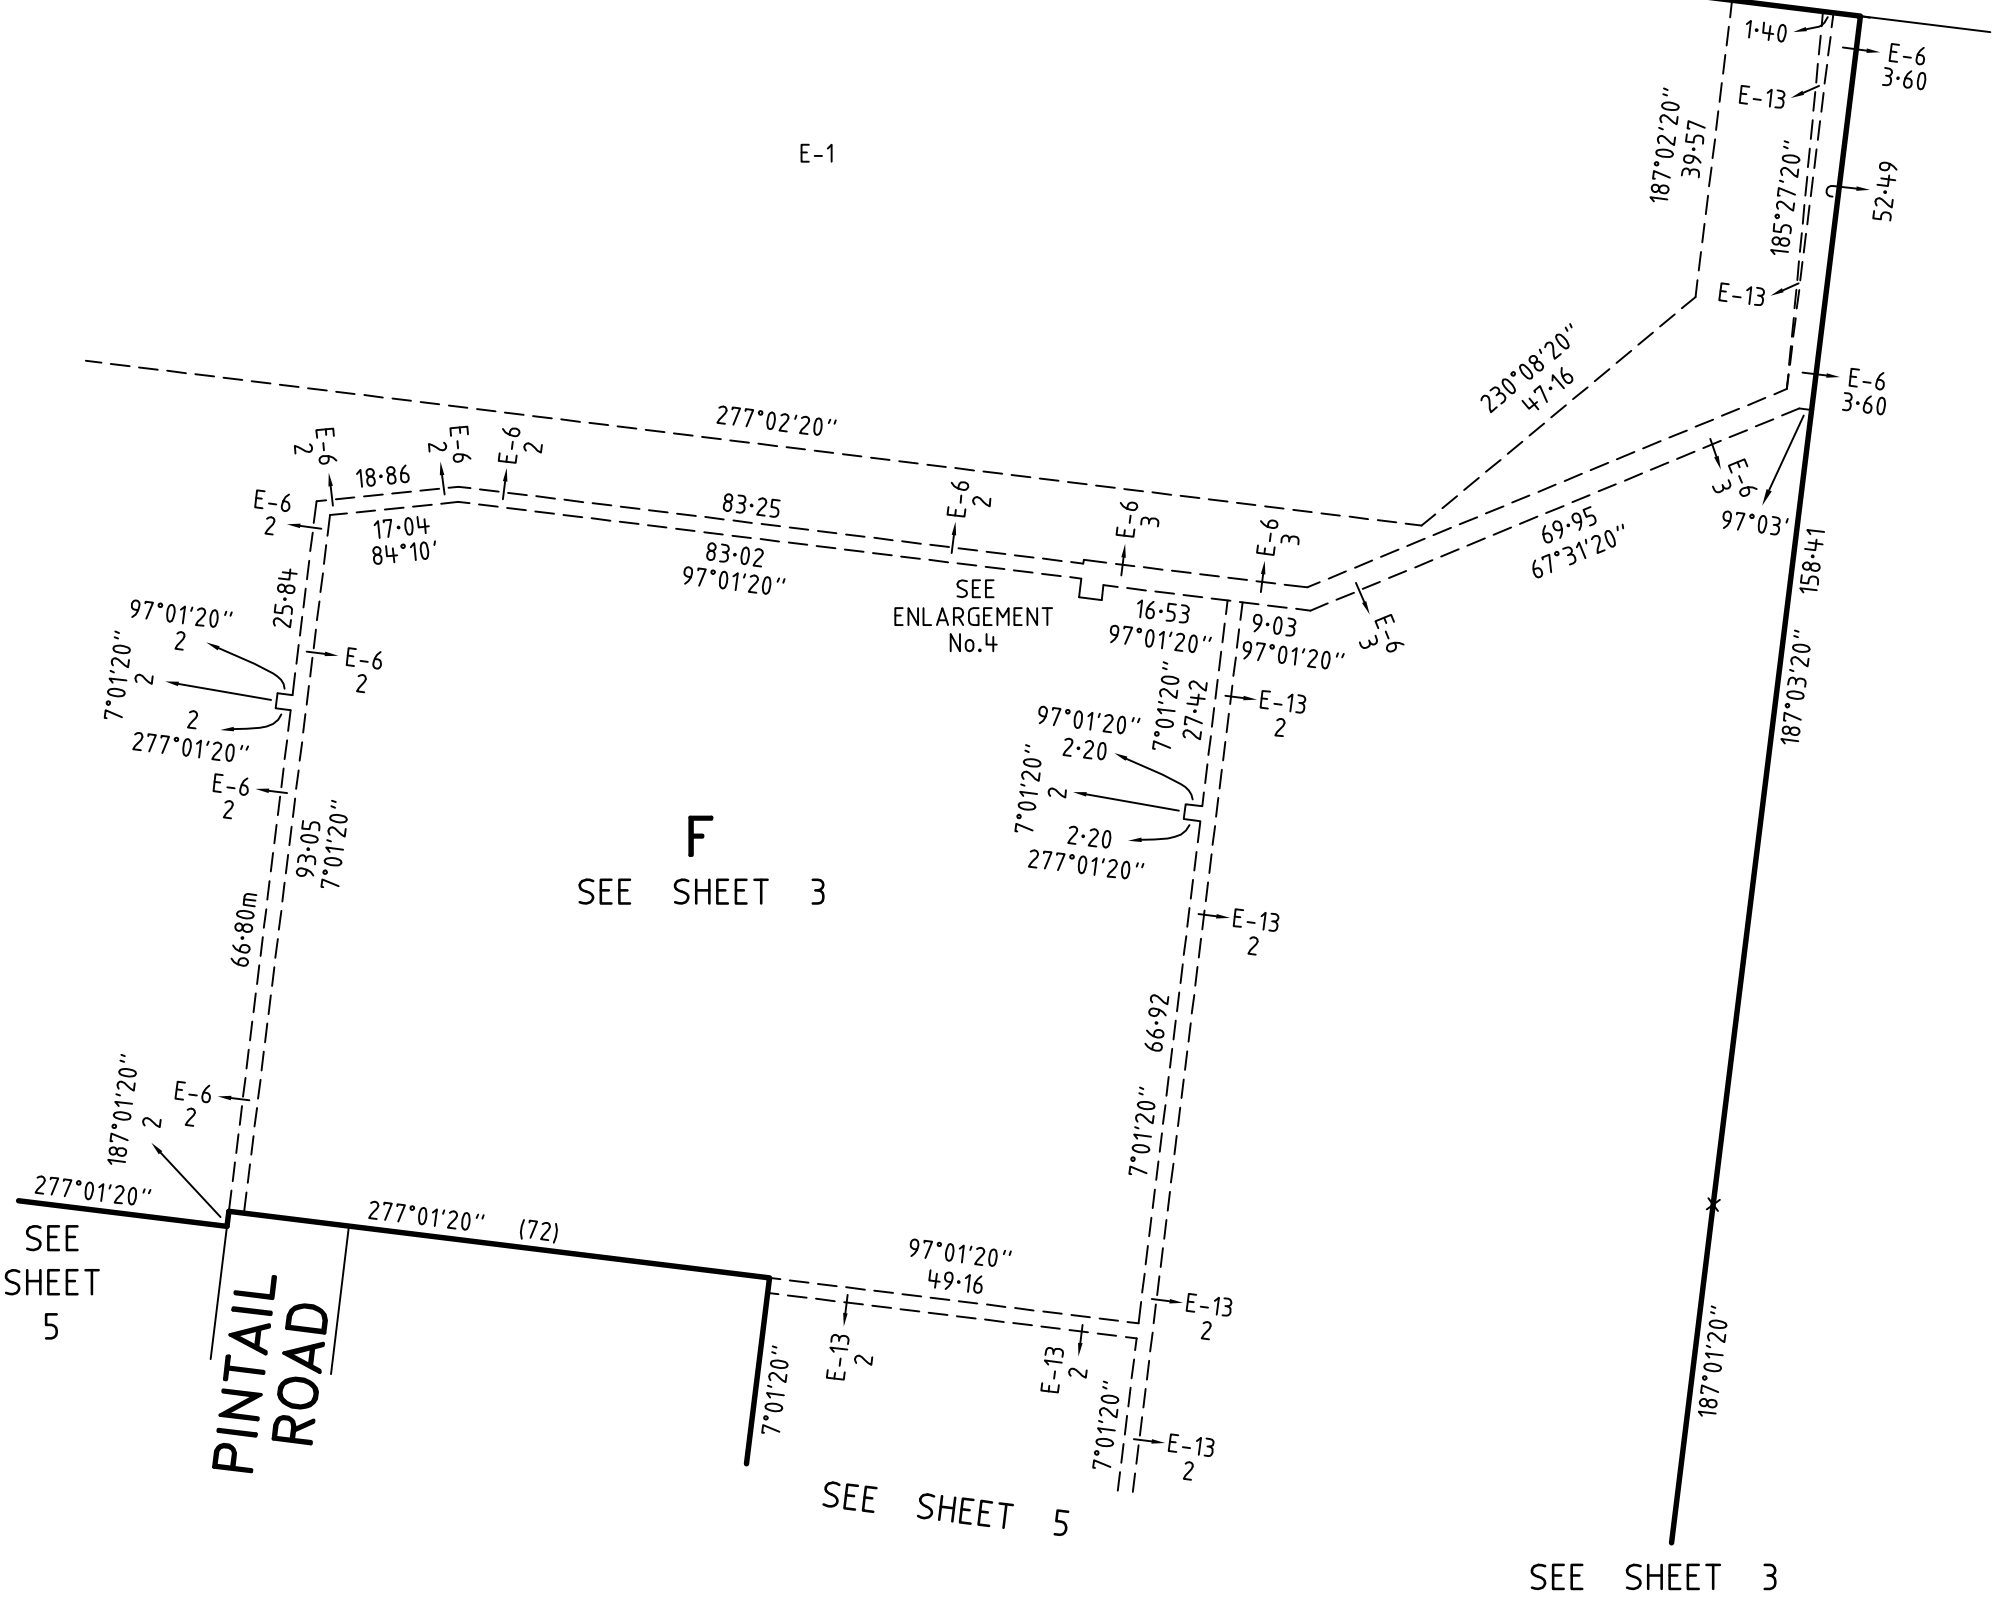 1·40
E-6
3·60
E-13
187°02'20"
39·57
E-1
185°27'20"
52·49
E-13
230°08'20"
47·16
E-6
3·60
277°02'20"
E-6
2
E-6
2
E-6
2
18·86
E-6
2
17·04
84°10'
83·25
83·02
97°01'20"
E-6
2
E-6
3
E-6
3
E-6
3
97°03'
69·95
67°31'20"
158·41
187°03'20"
SEE
ENLARGEMENT
No.4
16·53
97°01'20"
9·03
97°01'20"
E-6
3
25·84
97°01'20"
2
7°01'20"
2
2
277°01'20"
E-6
2
E-6
2
7°01'20"
27·42
E-13
2
97°01'20"
2·20
7°01'20"
2
2·20
277°01'20"
93·05
7°01'20"
66·80m
F
SEE SHEET 3
E-13
2
66·92
7°01'20"
187°01'20"
2
E-6
2
277°01'20"
SEE
SHEET
5
277°01'20" (72)
PINTAIL
ROAD
97°01'20"
49·16
E-13
2
E-13
2
E-13
2
7°01'20"
7°01'20"
E-13
2
187°01'20"
SEE SHEET 5
SEE SHEET 3